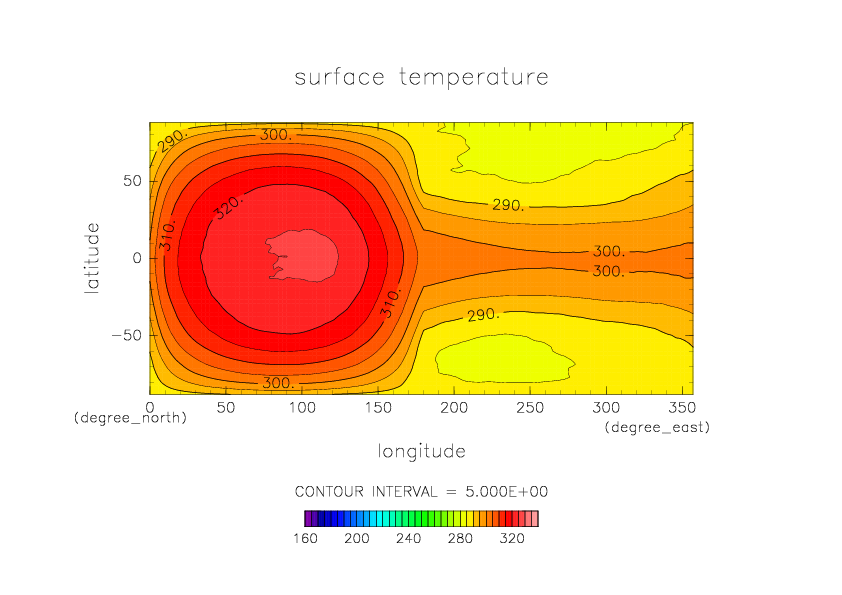 surface temperature
290.
300.
320.
310.
290.
300.
300.
310.
290.
300.
latitude
50
0
−50
0 50 100 150 200 250 300 350
(degree_north)
(degree_east)
longitude
CONTOUR INTERVAL = 5.000E+00
160 200 240 280 320